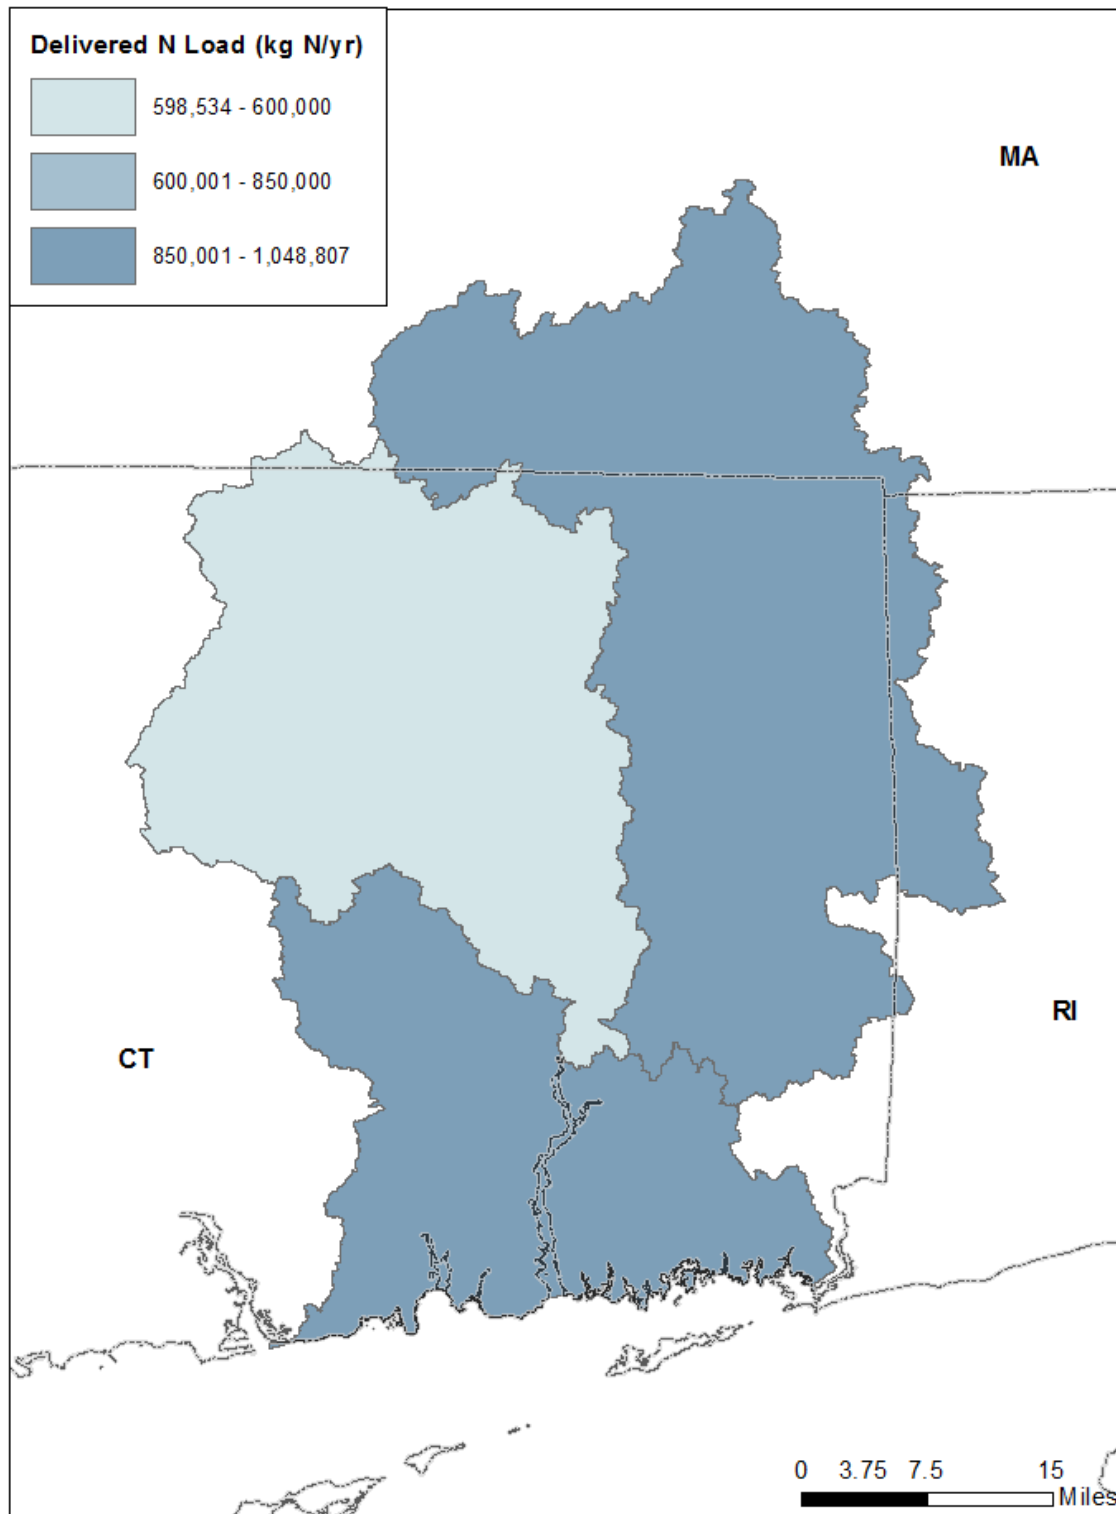 Delivered N Load (kg N/yr)
598,534 - 600,000
600,001 - 850,000
850,001 - 1,048,807
MA
RI
CT
0 3.75 7.5 15
Miles